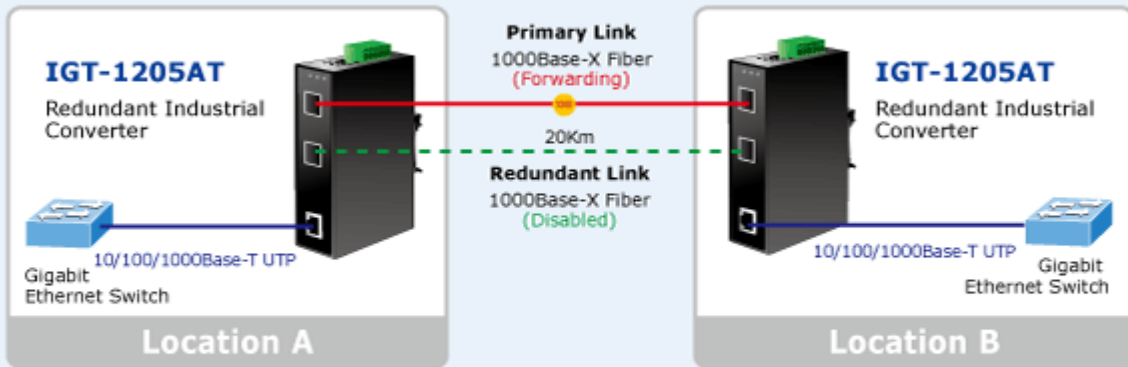 IGT-1205AT
Redundant Industrial
Converter
Gigabit
Ethernet Switch
10/100/1000Base-T UTP
Location A
Primary Link
1000Base-X Fiber
(Forwarding)
20Km
Redundant Link
1000Base-X Fiber
(Disabled)
IGT-1205AT
Redundant Industrial
Converter
10/100/1000Base-T UTP
Gigabit
Ethernet Switch
Location B